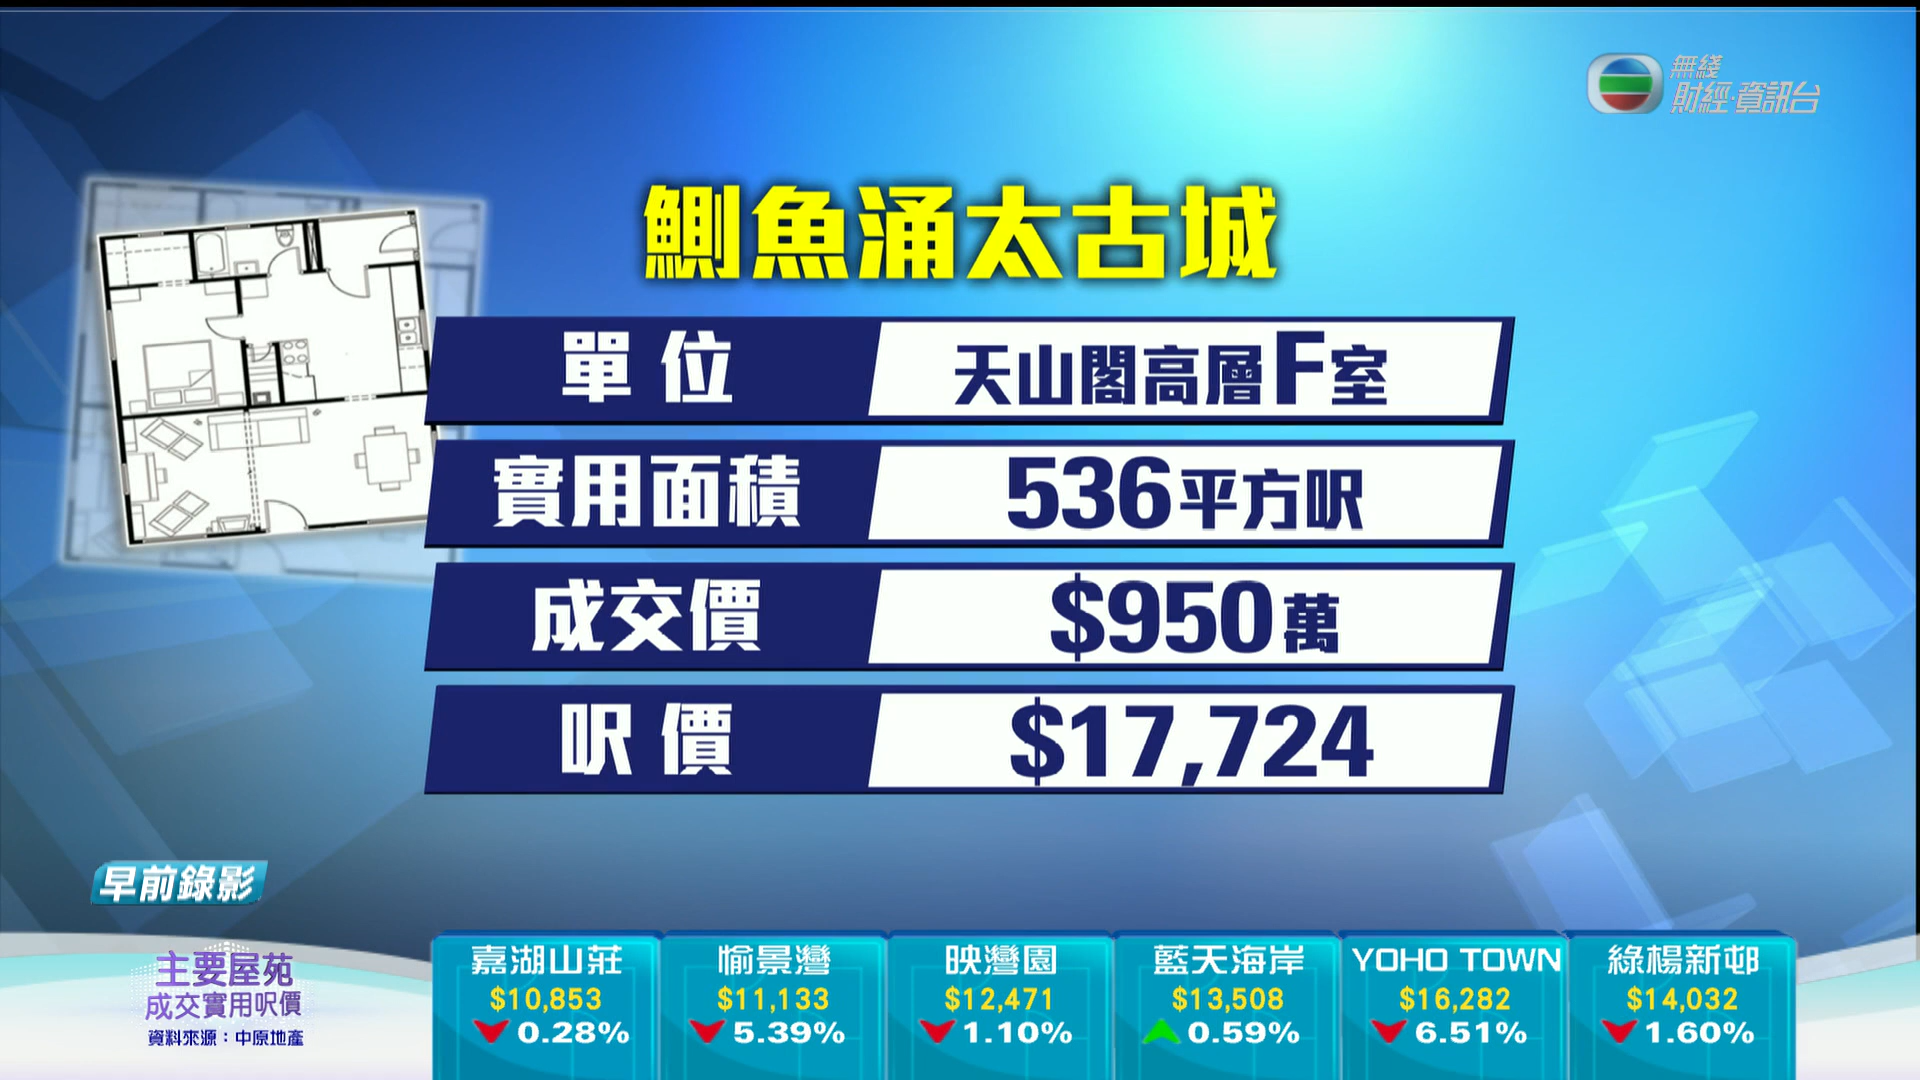 無綫
財經·資訊台
鰂魚涌太古城
單位 天山閣高層F室
實用面積 536平方呎
成交價 $950萬
呎價 $17,724
早前錄影
主要屋苑
成交實用呎價
資料來源：中原地產
嘉湖山莊
$10,853
0.28%
愉景灣
$11,133
5.39%
映灣園
$12,471
1.10%
藍天海岸
$13,508
0.59%
YOHO TOWN
$16,282
6.51%
綠楊新邨
$14,032
1.60%